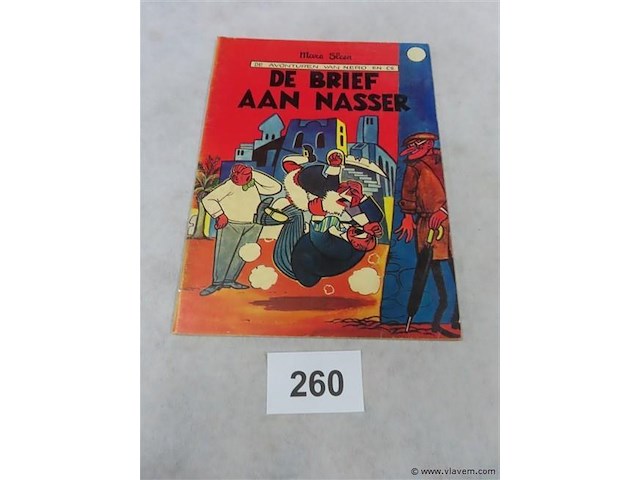 Marc Sleen
DE AVONTUREN VAN NERO EN Co
DE BRIEF
AAN NASSER
260
© www.vlavem.com